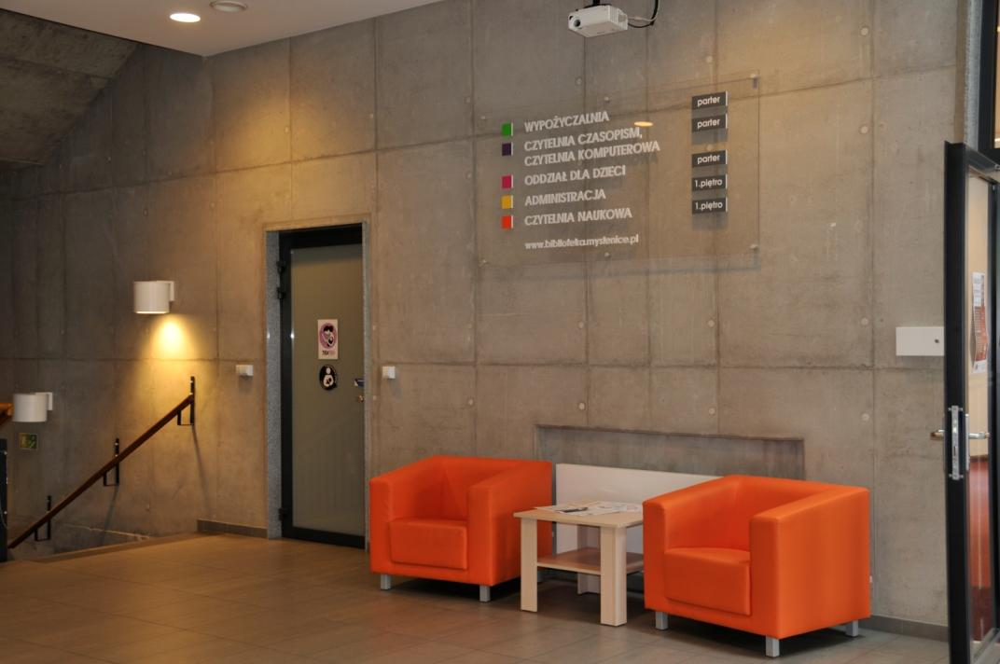 WYPOŻYCZALNIA parter
CZYTELNIA CZASOPISM, parter
CZYTELNIA KOMPUTEROWA
ODDZIAŁ DLA DZIECI parter
ADMINISTRACJA 1.piętro
CZYTELNIA NAUKOWA 1.piętro
www.biblioteka.myslenice.pl